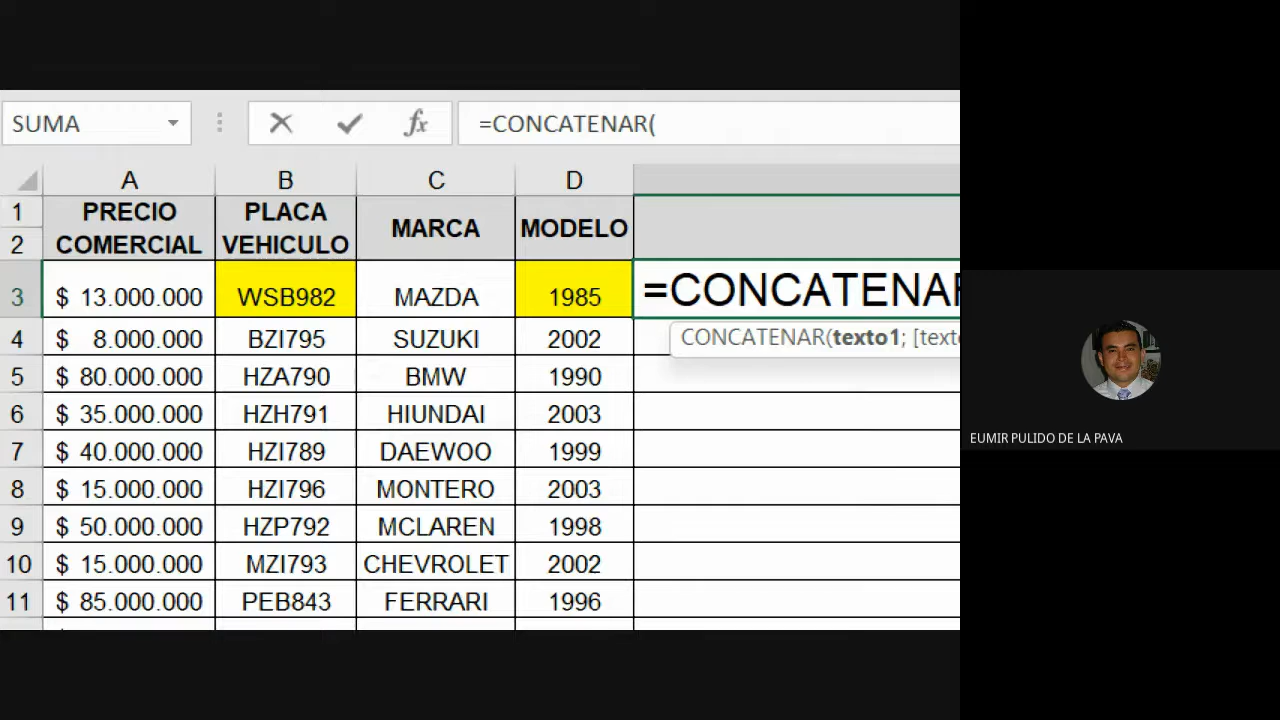 SUMA
fx
=CONCATENAR(
A B C D
1 PRECIO PLACA MARCA MODELO
2 COMERCIAL VEHICULO
3 $ 13.000.000 WSB982 MAZDA 1985 =CONCATENAR
CONCATENAR(texto1; [texto
4 $ 8.000.000 BZI795 SUZUKI 2002
5 $ 80.000.000 HZA790 BMW 1990
6 $ 35.000.000 HZH791 HIUNDAI 2003
7 $ 40.000.000 HZI789 DAEWOO 1999
8 $ 15.000.000 HZI796 MONTERO 2003
9 $ 50.000.000 HZP792 MCLAREN 1998
10 $ 15.000.000 MZI793 CHEVROLET 2002
11 $ 85.000.000 PEB843 FERRARI 1996
EUMIR PULIDO DE LA PAVA